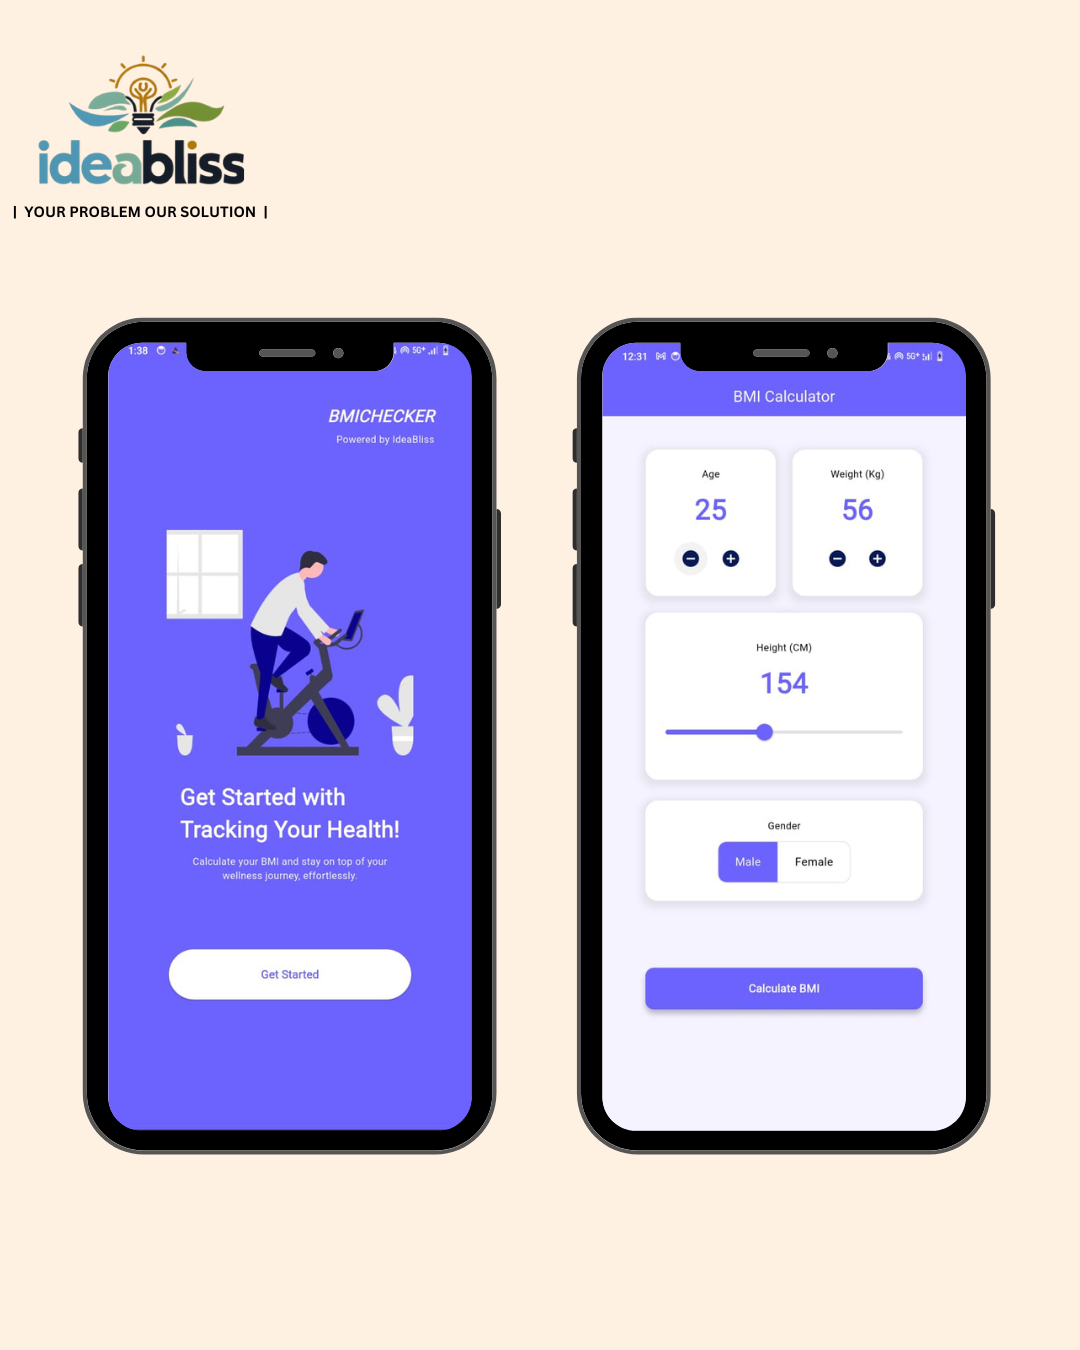 ideabliss
| YOUR PROBLEM OUR SOLUTION |
1:38
5G+
BMICHECKER
Powered by IdeaBliss
Get Started with
Tracking Your Health!
Calculate your BMI and stay on top of your
wellness journey, effortlessly.
Get Started
12:31
5G+
BMI Calculator
Age
25
Weight (Kg)
56
Height (CM)
154
Gender
Male Female
Calculate BMI